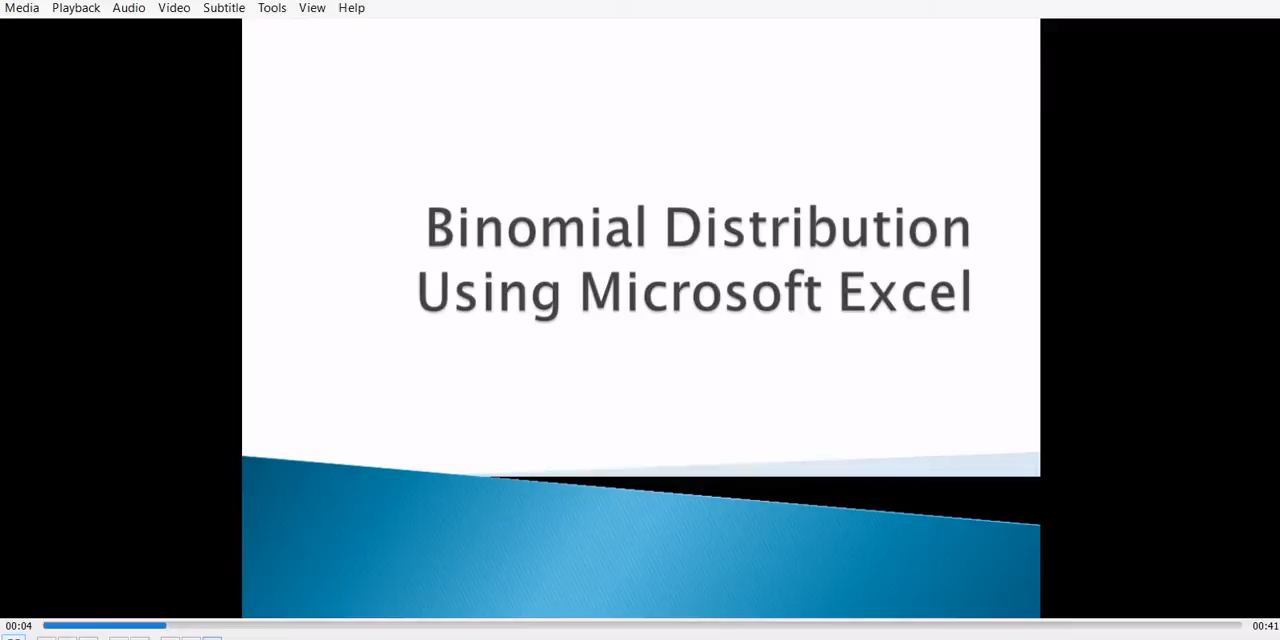 Media Playback Audio Video Subtitle Tools View Help
Binomial Distribution
Using Microsoft Excel
00:04 00:41